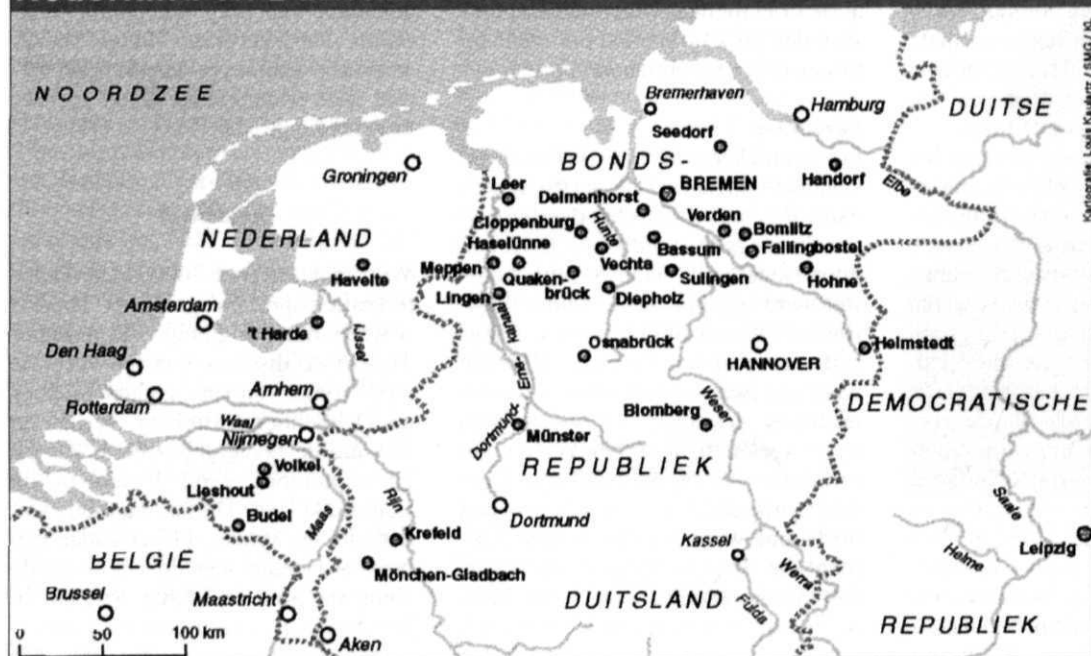 NOORDZEE
Bremerhaven
Hamburg
DUITSE
Seedorf
Groningen
BONDS-
Leer
Delmenhorst
BREMEN
Handorf
Elbe
Cloppenburg
Hunte
Verden
Bomlitz
NEDERLAND
Haselünne
Bassum
Fallingbostel
Meppen
Vechta
Havelte
Quaken-
brück
Sulingen
Hohne
Lingen
Diepholz
Amsterdam
't Harde
IJssel
kanaal
Osnabrück
HANNOVER
Helmstedt
Den Haag
Ems
Rotterdam
Arnhem
Blomberg
Weser
DEMOCRATISCHE
Waal
Nijmegen
Dortmund-
Münster
Volkel
REPUBLIEK
Lieshout
Rijn
Saale
Budel
Maas
Dortmund
Krefeld
Kassel
Leipzig
BELGIË
Helme
Mönchen-Gladbach
Werra
Brussel
Maastricht
DUITSLAND
Fulda
REPUBLIEK
0 50 100 km
Aken